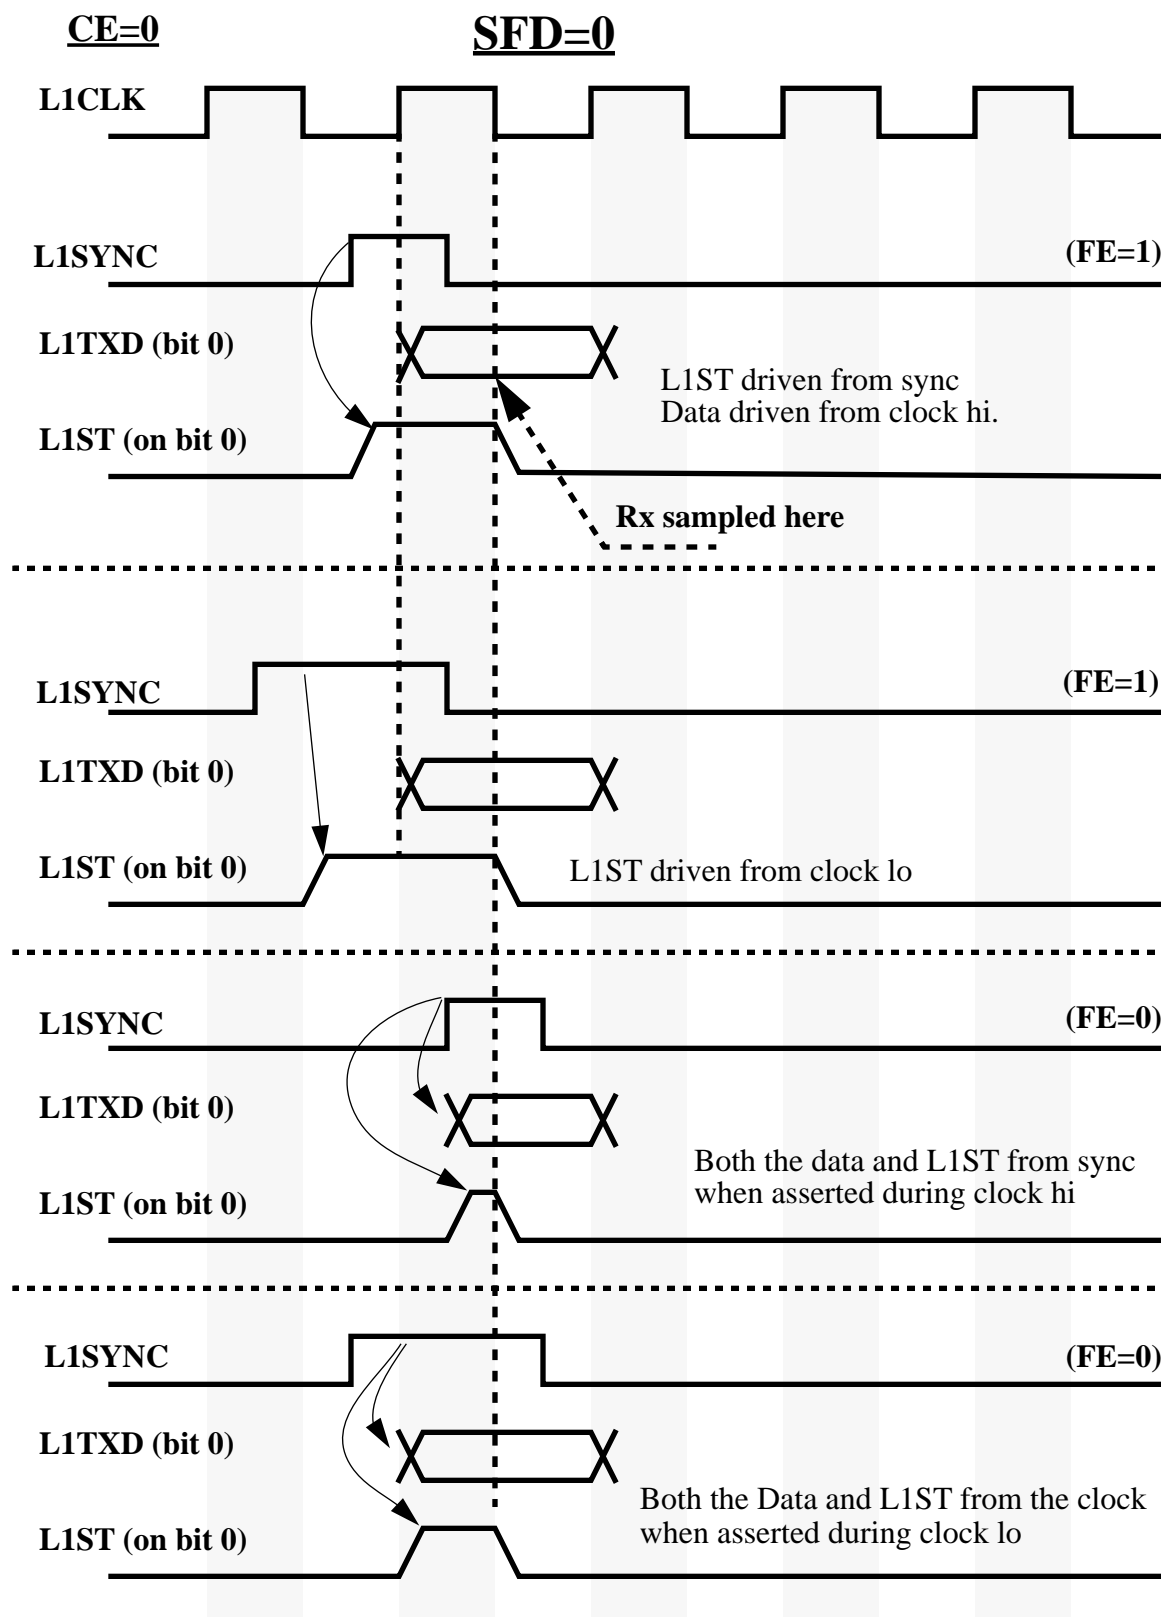 CE=0
SFD=0
L1CLK
L1SYNC
(FE=1)
L1TXD (bit 0)
L1ST driven from sync
Data driven from clock hi.
L1ST (on bit 0)
Rx sampled here
L1SYNC
(FE=1)
L1TXD (bit 0)
L1ST (on bit 0)
L1ST driven from clock lo
L1SYNC
(FE=0)
L1TXD (bit 0)
Both the data and L1ST from sync
when asserted during clock hi
L1ST (on bit 0)
L1SYNC
(FE=0)
L1TXD (bit 0)
Both the Data and L1ST from the clock
when asserted during clock lo
L1ST (on bit 0)